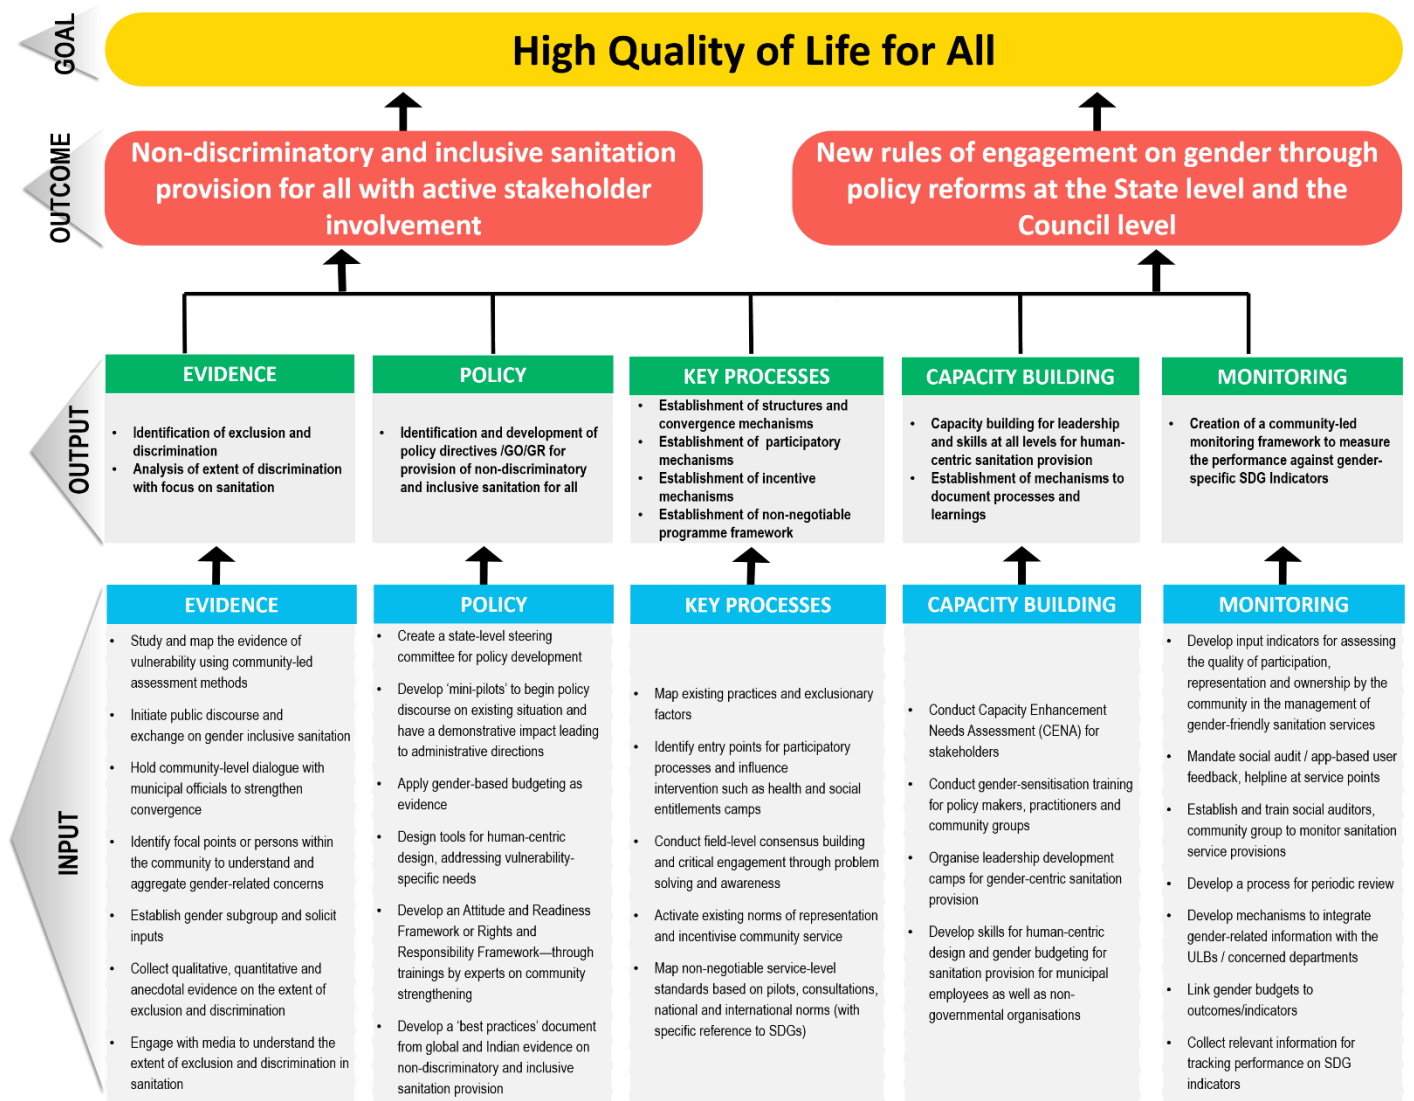 GOAL
High Quality of Life for All
OUTCOME
Non-discriminatory and inclusive sanitation
provision for all with active stakeholder
involvement
New rules of engagement on gender through
policy reforms at the State level and the
Council level
OUTPUT
EVIDENCE
• Identification of exclusion and
discrimination
• Analysis of extent of discrimination
with focus on sanitation
POLICY
• Identification and development of
policy directives /GO/GR for
provision of non-discriminatory
and inclusive sanitation for all
KEY PROCESSES
• Establishment of structures and
convergence mechanisms
• Establishment of participatory
mechanisms
• Establishment of incentive
mechanisms
• Establishment of non-negotiable
programme framework
CAPACITY BUILDING
• Capacity building for leadership
and skills at all levels for human-
centric sanitation provision
• Establishment of mechanisms to
document processes and
learnings
MONITORING
• Creation of a community-led
monitoring framework to measure
the performance against gender-
specific SDG Indicators
INPUT
EVIDENCE
• Study and map the evidence of
vulnerability using community-led
assessment methods
• Initiate public discourse and
exchange on gender inclusive sanitation
• Hold community-level dialogue with
municipal officials to strengthen
convergence
• Identify focal points or persons within
the community to understand and
aggregate gender-related concerns
• Establish gender subgroup and solicit
inputs
• Collect qualitative, quantitative and
anecdotal evidence on the extent of
exclusion and discrimination
• Engage with media to understand the
extent of exclusion and discrimination in
sanitation
POLICY
• Create a state-level steering
committee for policy development
• Develop ‘mini-pilots’ to begin policy
discourse on existing situation and
have a demonstrative impact leading
to administrative directions
• Apply gender-based budgeting as
evidence
• Design tools for human-centric
design, addressing vulnerability-
specific needs
• Develop an Attitude and Readiness
Framework or Rights and
Responsibility Framework—through
trainings by experts on community
strengthening
• Develop a ‘best practices’ document
from global and Indian evidence on
non-discriminatory and inclusive
sanitation provision
KEY PROCESSES
• Map existing practices and exclusionary
factors
• Identify entry points for participatory
processes and influence
intervention such as health and social
entitlements camps
• Conduct field-level consensus building
and critical engagement through problem
solving and awareness
• Activate existing norms of representation
and incentivise community service
• Map non-negotiable service-level
standards based on pilots, consultations,
national and international norms (with
specific reference to SDGs)
CAPACITY BUILDING
• Conduct Capacity Enhancement
Needs Assessment (CENA) for
stakeholders
• Conduct gender-sensitisation training
for policy makers, practitioners and
community groups
• Organise leadership development
camps for gender-centric sanitation
provision
• Develop skills for human-centric
design and gender budgeting for
sanitation provision for municipal
employees as well as non-
governmental organisations
MONITORING
• Develop input indicators for assessing
the quality of participation,
representation and ownership by the
community in the management of
gender-friendly sanitation services
• Mandate social audit / app-based user
feedback, helpline at service points
• Establish and train social auditors,
community group to monitor sanitation
service provisions
• Develop a process for periodic review
• Develop mechanisms to integrate
gender-related information with the
ULBs / concerned departments
• Link gender budgets to
outcomes/indicators
• Collect relevant information for
tracking performance on SDG
indicators